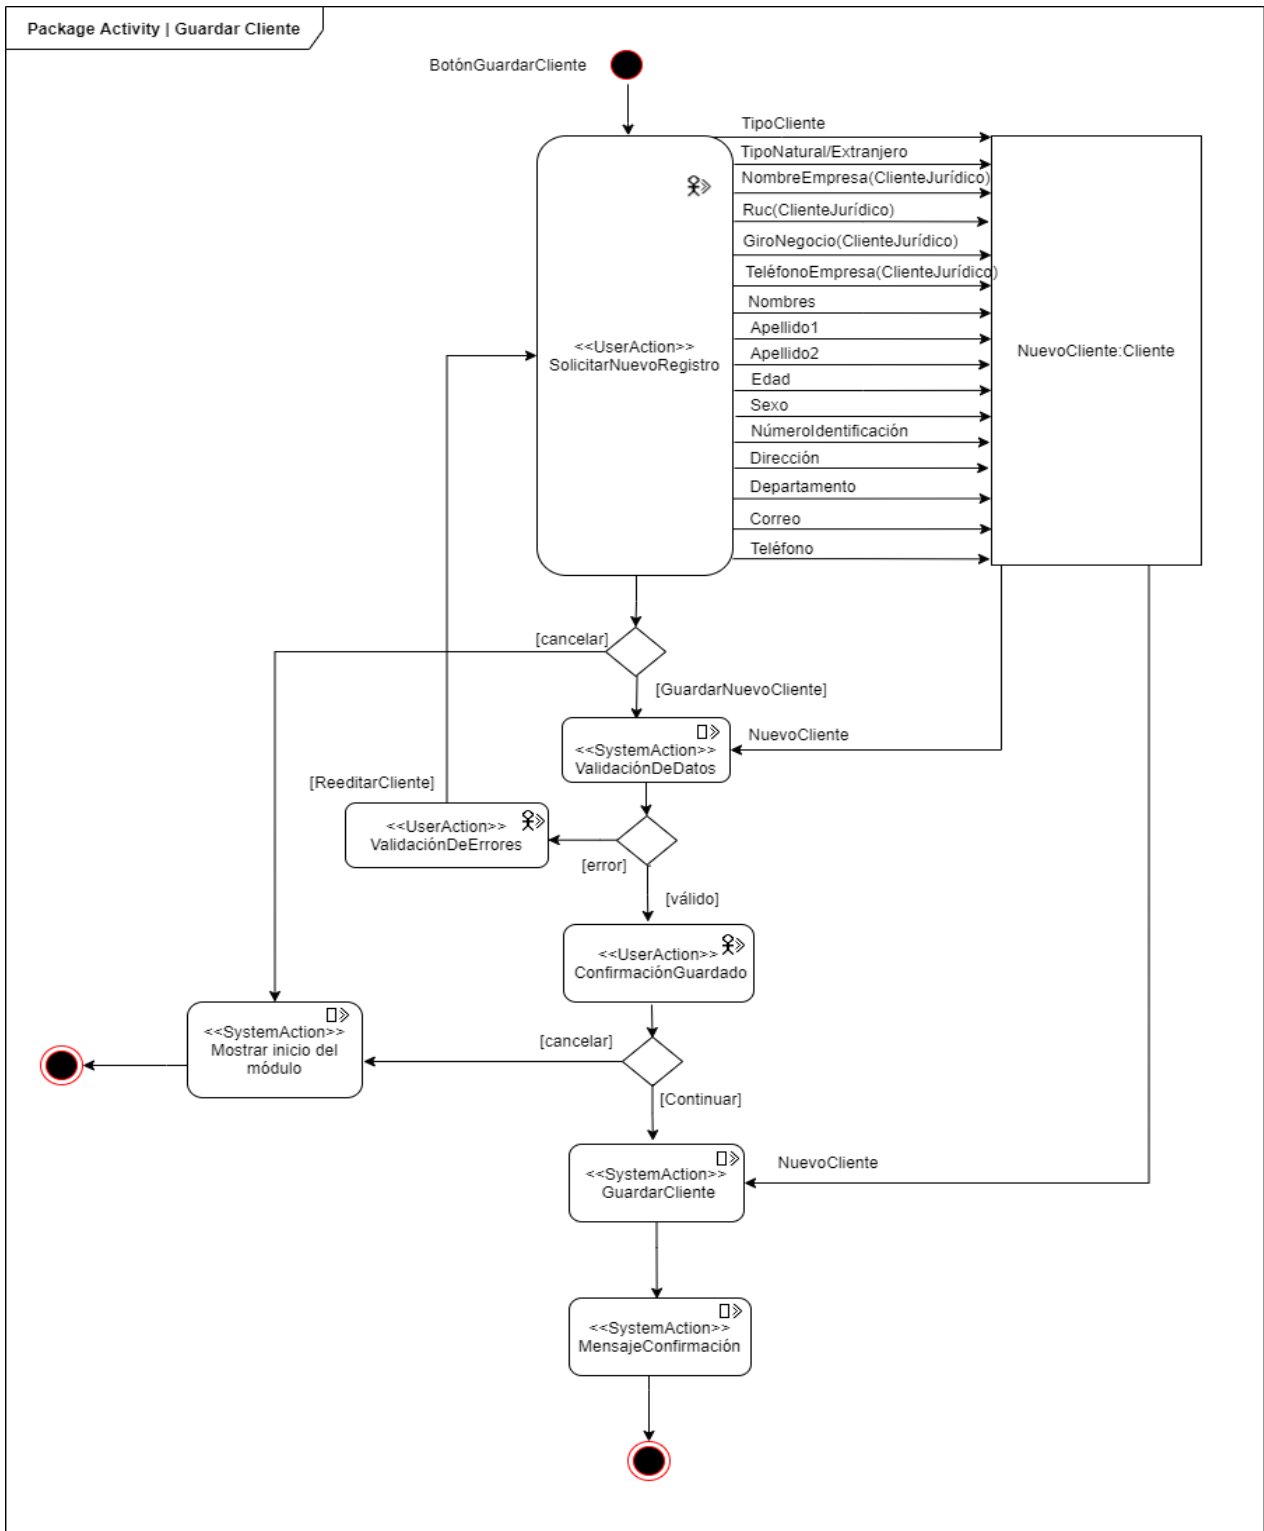 Package Activity | Guardar Cliente
BotónGuardarCliente
TipoCliente
TipoNatural/Extranjero
NombreEmpresa(ClienteJurídico)
Ruc(ClienteJurídico)
GiroNegocio(ClienteJurídico)
TeléfonoEmpresa(ClienteJurídico)
Nombres
Apellido1
Apellido2
Edad
Sexo
NúmeroIdentificación
Dirección
Departamento
Correo
Teléfono
<<UserAction>>
SolicitarNuevoRegistro
NuevoCliente:Cliente
[cancelar]
[GuardarNuevoCliente]
<<SystemAction>>
ValidaciónDeDatos
NuevoCliente
[ReeditarCliente]
<<UserAction>>
ValidaciónDeErrores
[error]
[válido]
<<UserAction>>
ConfirmaciónGuardado
<<SystemAction>>
Mostrar inicio del
módulo
[cancelar]
[Continuar]
<<SystemAction>>
GuardarCliente
NuevoCliente
<<SystemAction>>
MensajeConfirmación